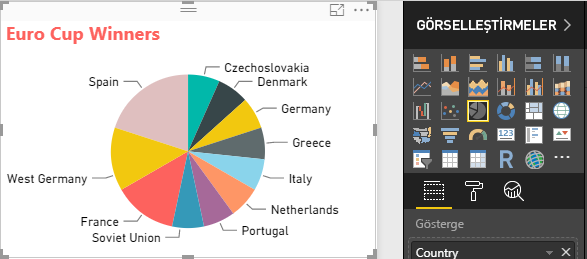 Euro Cup Winners
Czechoslovakia
Denmark
Germany
Greece
Italy
Netherlands
Portugal
Soviet Union
France
West Germany
Spain
GÖRSELLEŞTİRMELER
123
R
Gösterge
Country